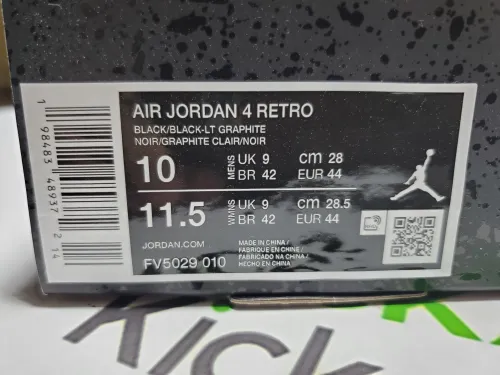 AIR JORDAN 4 RETRO
BLACK/BLACK-LT GRAPHITE
NOIR/GRAPHITE CLAIR/NOIR
10 MENS UK 9 cm 28
BR 42 EUR 44
11.5 WMNS UK 9 cm 28.5
BR 42 EUR 44
JORDAN.COM
FV5029 010
MADE IN CHINA /
FABRIQUE EN CHINE /
FABRICADO NA CHINA /
HECHO EN CHINA
1 98483 48937 2 14
KICK